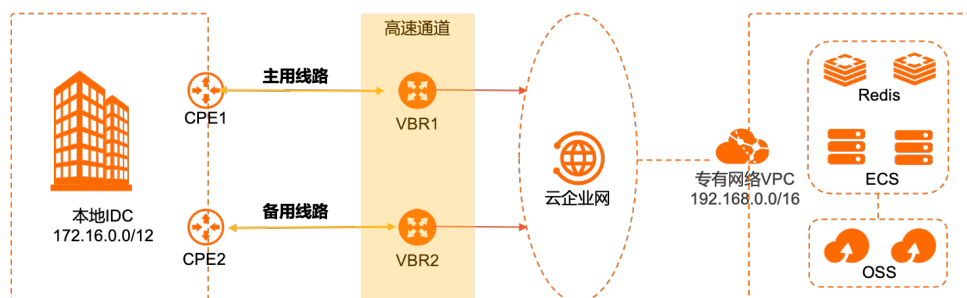 高速通道
主用线路
CPE1
VBR1
Redis
本地IDC
172.16.0.0/12
备用线路
CPE2
VBR2
云企业网
专有网络VPC
192.168.0.0/16
ECS
OSS